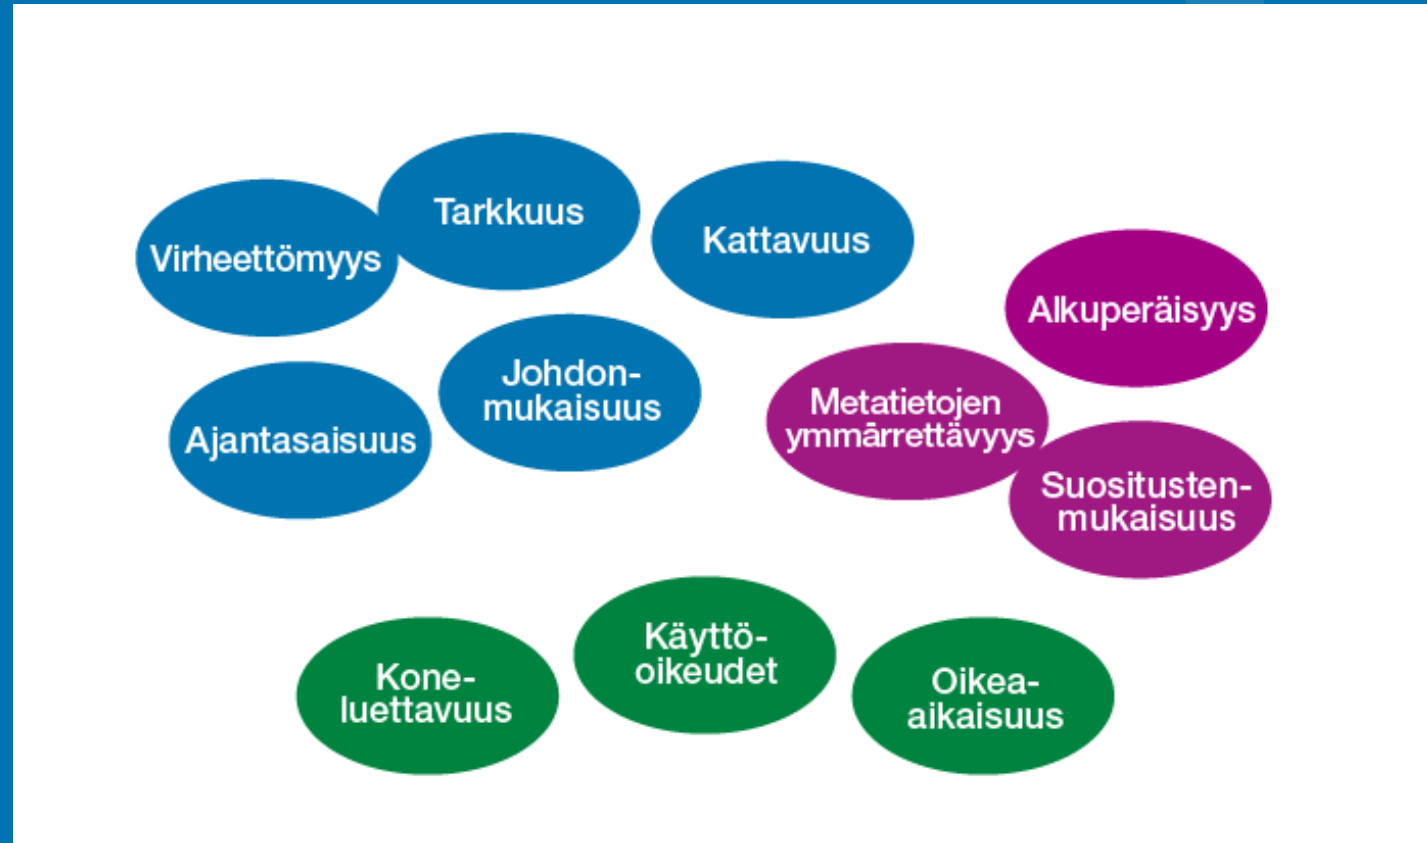 Virheettömyys
Tarkkuus
Kattavuus
Ajantasaisuus
Johdon-
mukaisuus
Alkuperäisyys
Metatietojen
ymmärrettävyys
Suositusten-
mukaisuus
Kone-
luettavuus
Käyttö-
oikeudet
Oikea-
aikaisuus